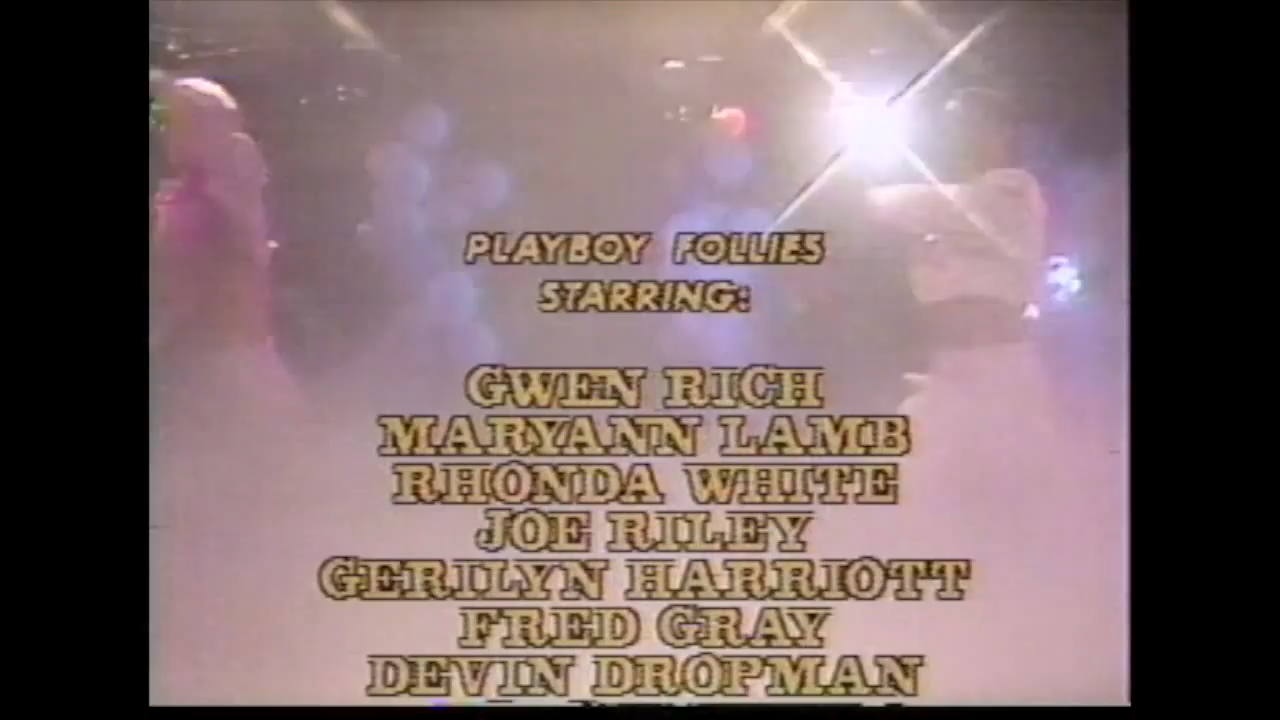 PLAYBOY FOLLIES
STARRING:
GWEN RICH
MARYANN LAMB
RHONDA WHITE
JOE RILEY
GERILYN HARRIOTT
FRED GRAY
DEVIN DROPMAN